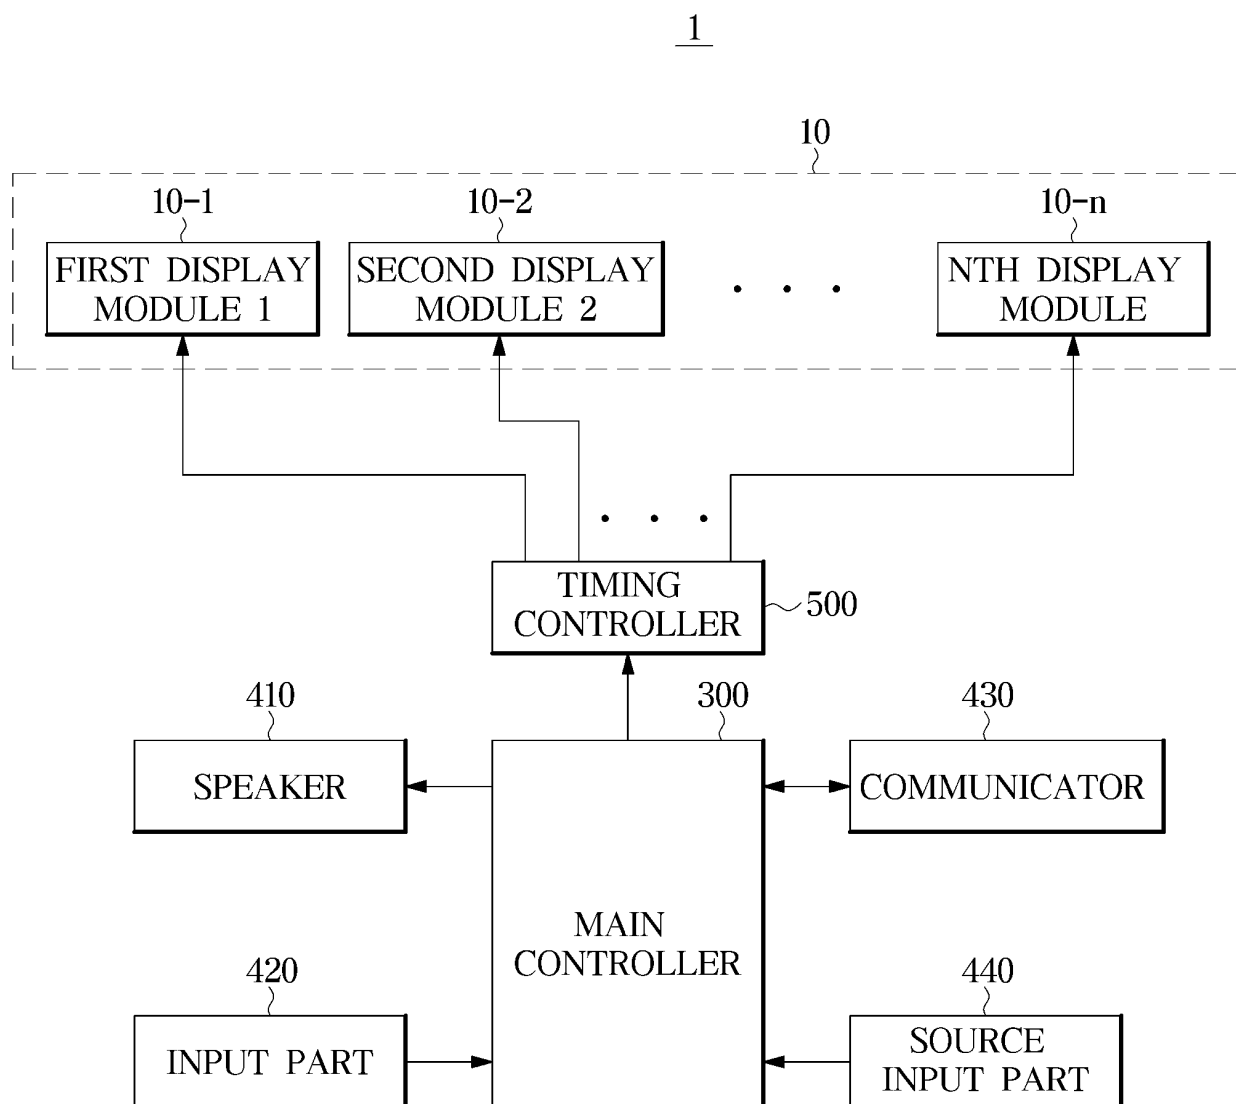 1
10
10-1
10-2
10-n
FIRST DISPLAY
MODULE 1
SECOND DISPLAY
MODULE 2
. . .
NTH DISPLAY
MODULE
. . .
TIMING
CONTROLLER
500
410
300
430
SPEAKER
COMMUNICATOR
MAIN
CONTROLLER
420
440
INPUT PART
SOURCE
INPUT PART